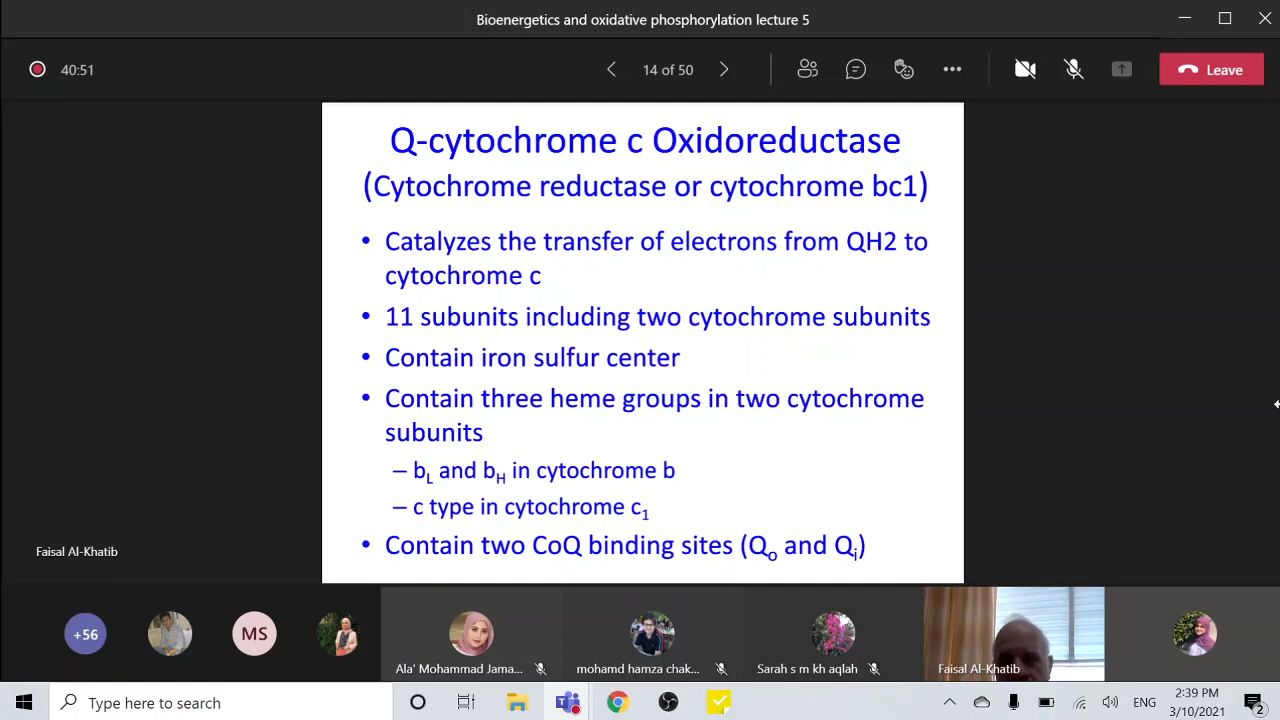 Bioenergetics and oxidative phosphorylation lecture 5
40:51
14 of 50
Leave
Q-cytochrome c Oxidoreductase
(Cytochrome reductase or cytochrome bc1)
• Catalyzes the transfer of electrons from QH2 to
cytochrome c
• 11 subunits including two cytochrome subunits
• Contain iron sulfur center
• Contain three heme groups in two cytochrome
subunits
– bL and bH in cytochrome b
– c type in cytochrome c1
• Contain two CoQ binding sites (Qo and Qi)
Faisal Al-Khatib
+56
MS
Ala' Mohammad Jama...
mohamd hamza chak...
Sarah s m kh aqlah
Faisal Al-Khatib
Type here to search
ENG
2:39 PM
3/10/2021
2